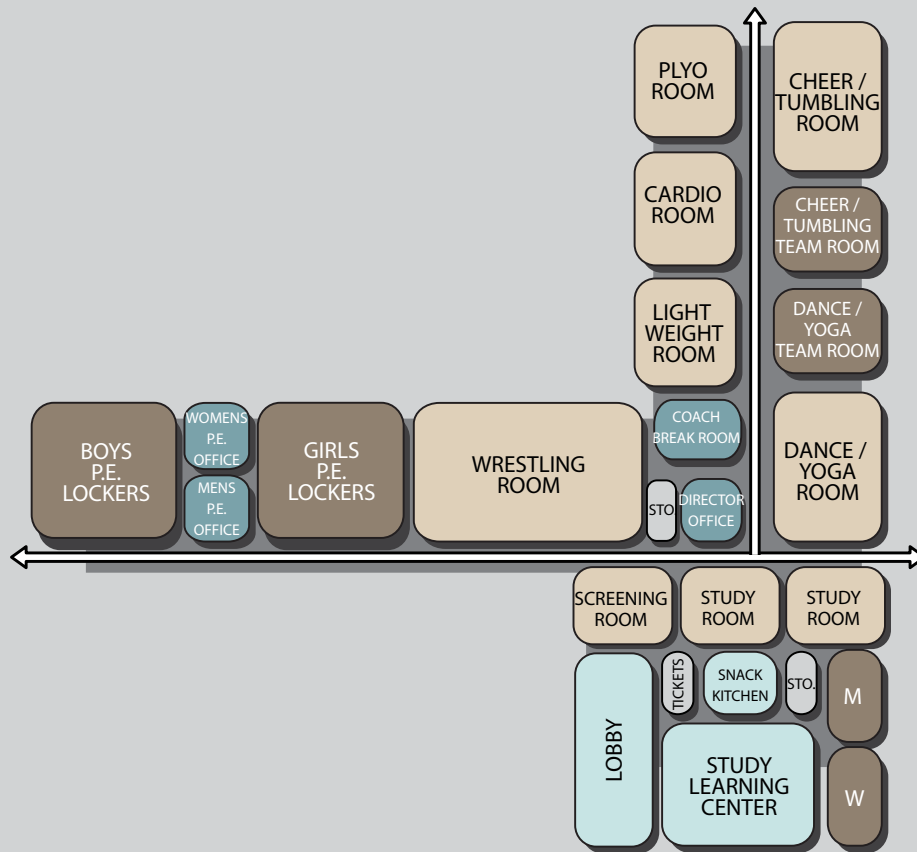 PLYO
ROOM
CHEER /
TUMBLING
ROOM
CARDIO
ROOM
CHEER /
TUMBLING
TEAM ROOM
LIGHT
WEIGHT
ROOM
DANCE /
YOGA
TEAM ROOM
BOYS
P.E.
LOCKERS
WOMENS
P.E.
OFFICE
MENS
P.E.
OFFICE
GIRLS
P.E.
LOCKERS
WRESTLING
ROOM
COACH
BREAK ROOM
STO
DIRECTOR
OFFICE
DANCE /
YOGA
ROOM
SCREENING
ROOM
STUDY
ROOM
STUDY
ROOM
LOBBY
TICKETS
SNACK
KITCHEN
STO.
M
STUDY
LEARNING
CENTER
W